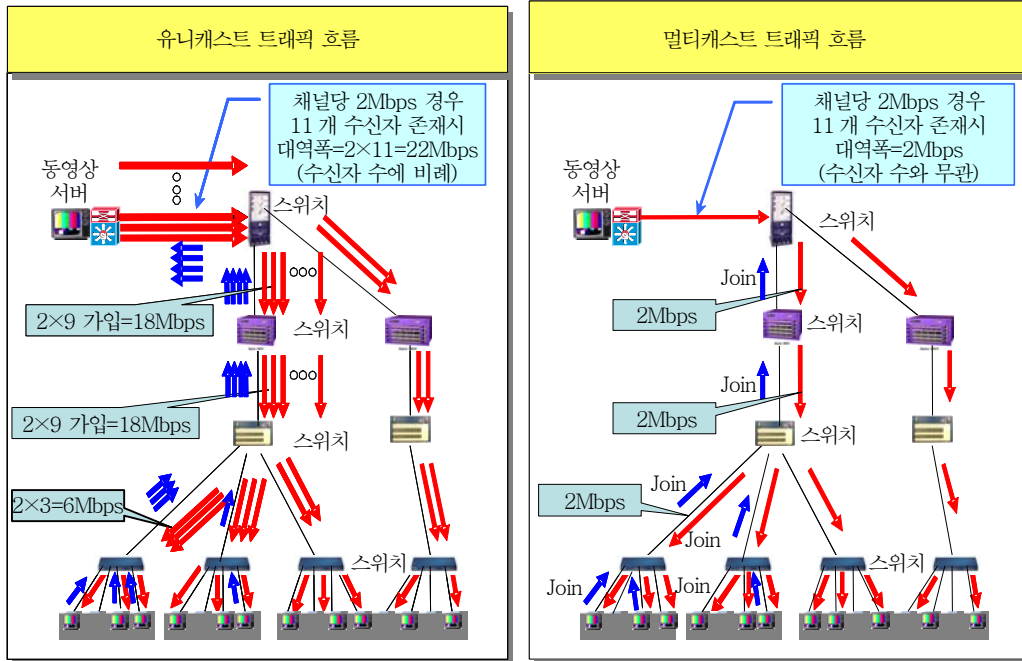 유니캐스트 트래픽 흐름
채널당 2Mbps 경우
11 개 수신자 존재시
대역폭=2×11=22Mbps
(수신자 수에 비례)
동영상
서버
스위치
2×9 가입=18Mbps
스위치
2×9 가입=18Mbps
스위치
2×3=6Mbps
스위치
멀티캐스트 트래픽 흐름
채널당 2Mbps 경우
11 개 수신자 존재시
대역폭=2Mbps
(수신자 수와 무관)
동영상
서버
스위치
Join
2Mbps
스위치
Join
2Mbps
스위치
Join
2Mbps
Join
스위치
Join
Join